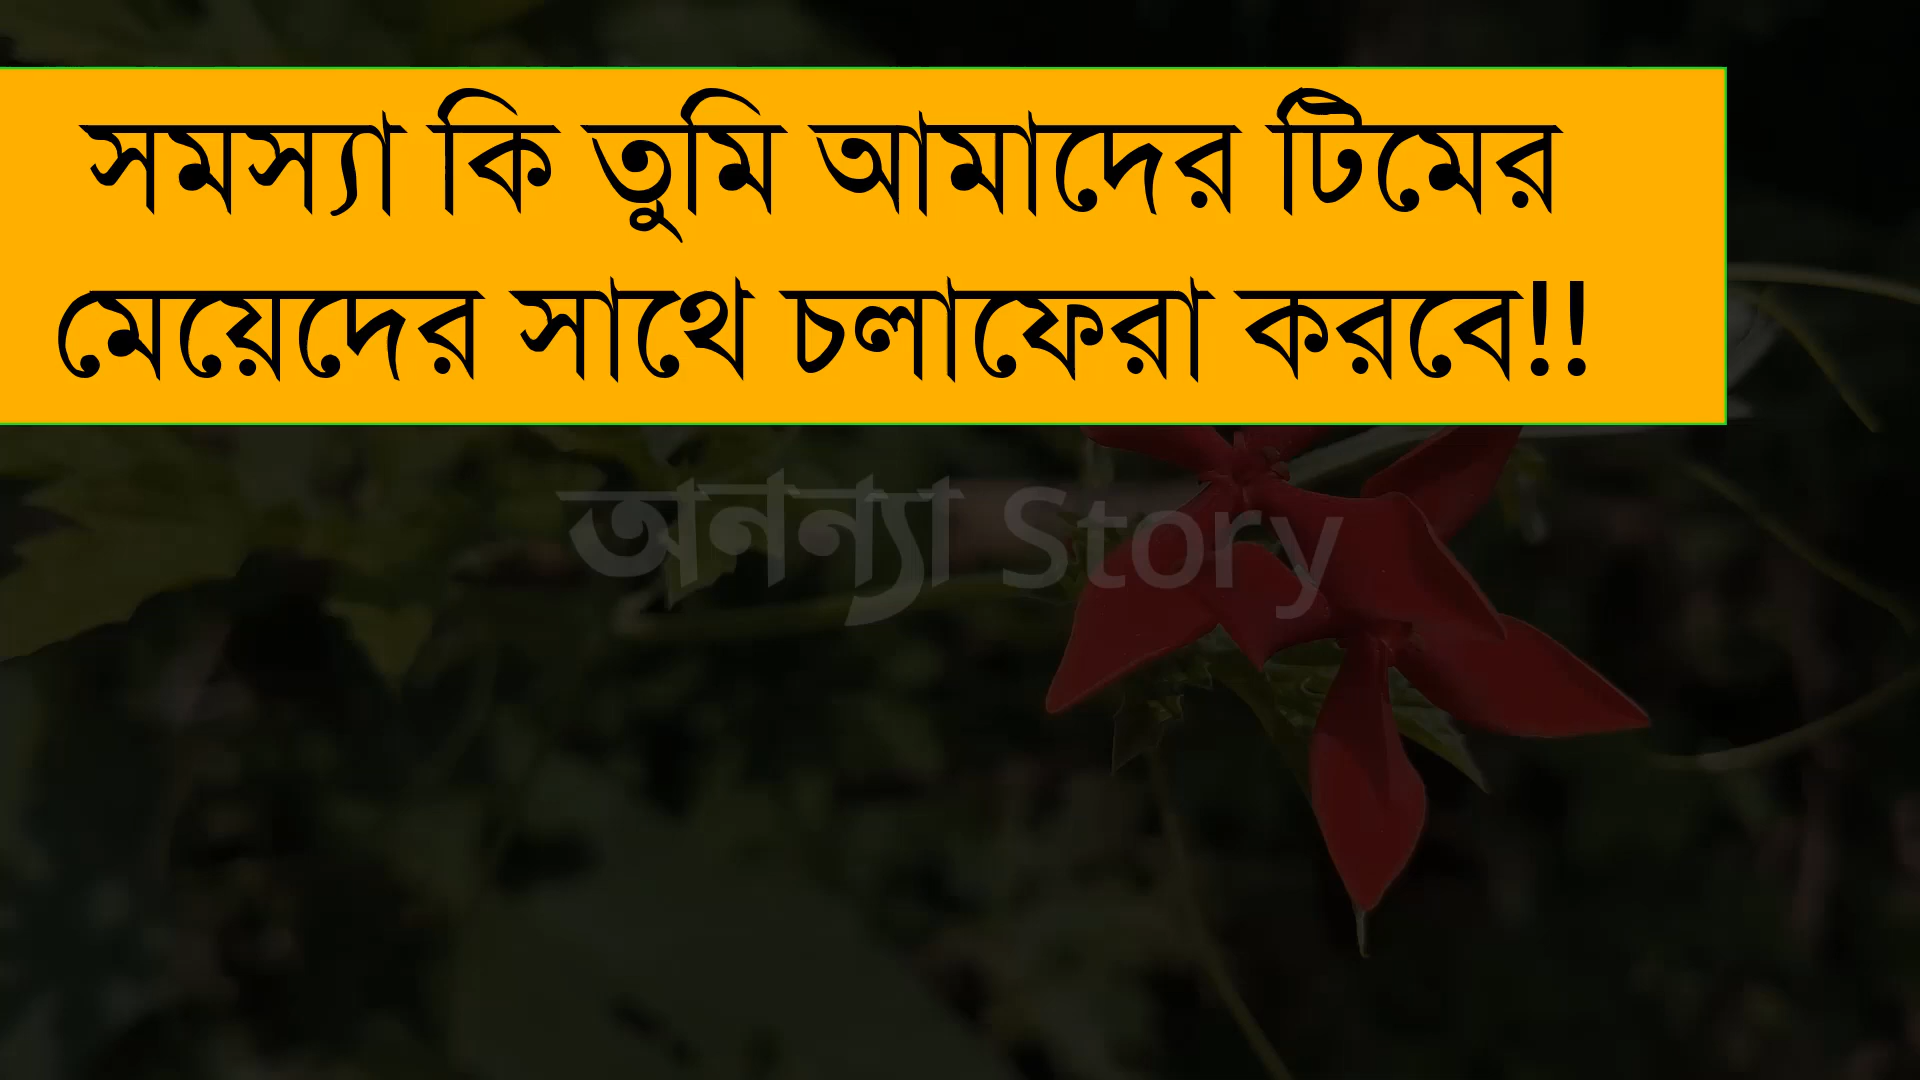 সমস্যা কি তুমি আমাদের টিমের
মেয়েদের সাথে চলাফেরা করবে!!
অনন্যা Story